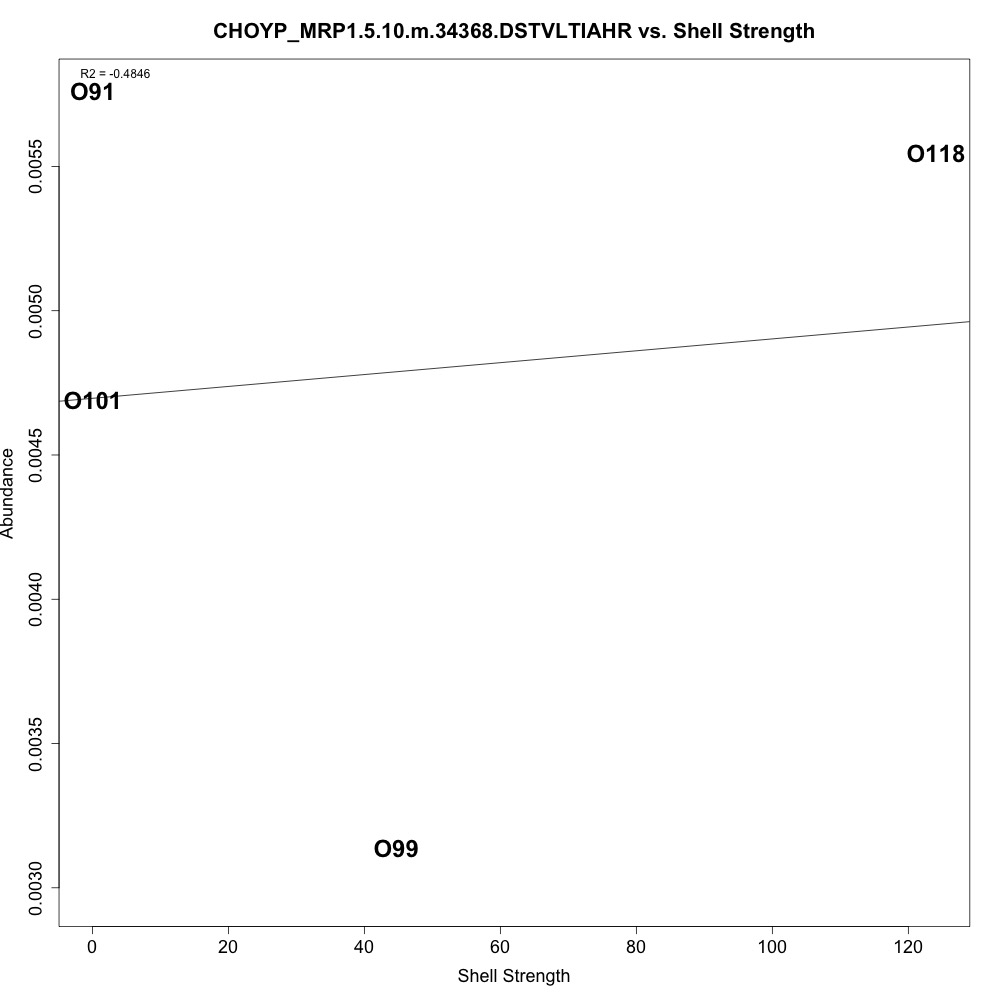 CHOYP_MRP1.5.10.m.34368.DSTVLTIAHR vs. Shell Strength
R2 = -0.4846
O91
O118
O101
O99
0.0055
0.0050
0.0045
0.0040
0.0035
0.0030
Abundance
0 20 40 60 80 100 120
Shell Strength